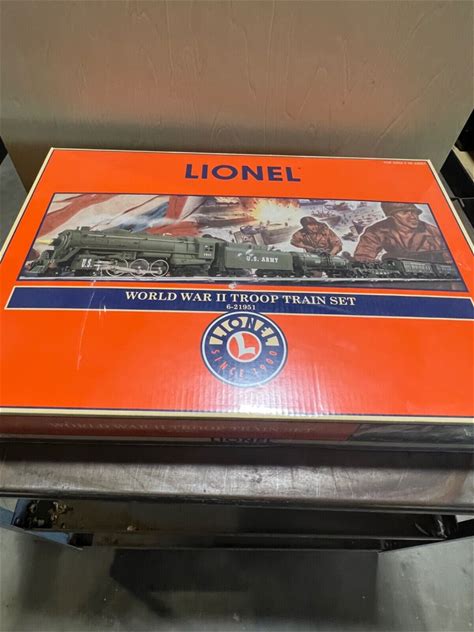 LIONEL
U.S. ARMY
WORLD WAR II TROOP TRAIN SET
6-21951
LIONEL
L
SINCE 1900
WORLD WAR II TROOP TRAIN SET
LIONEL